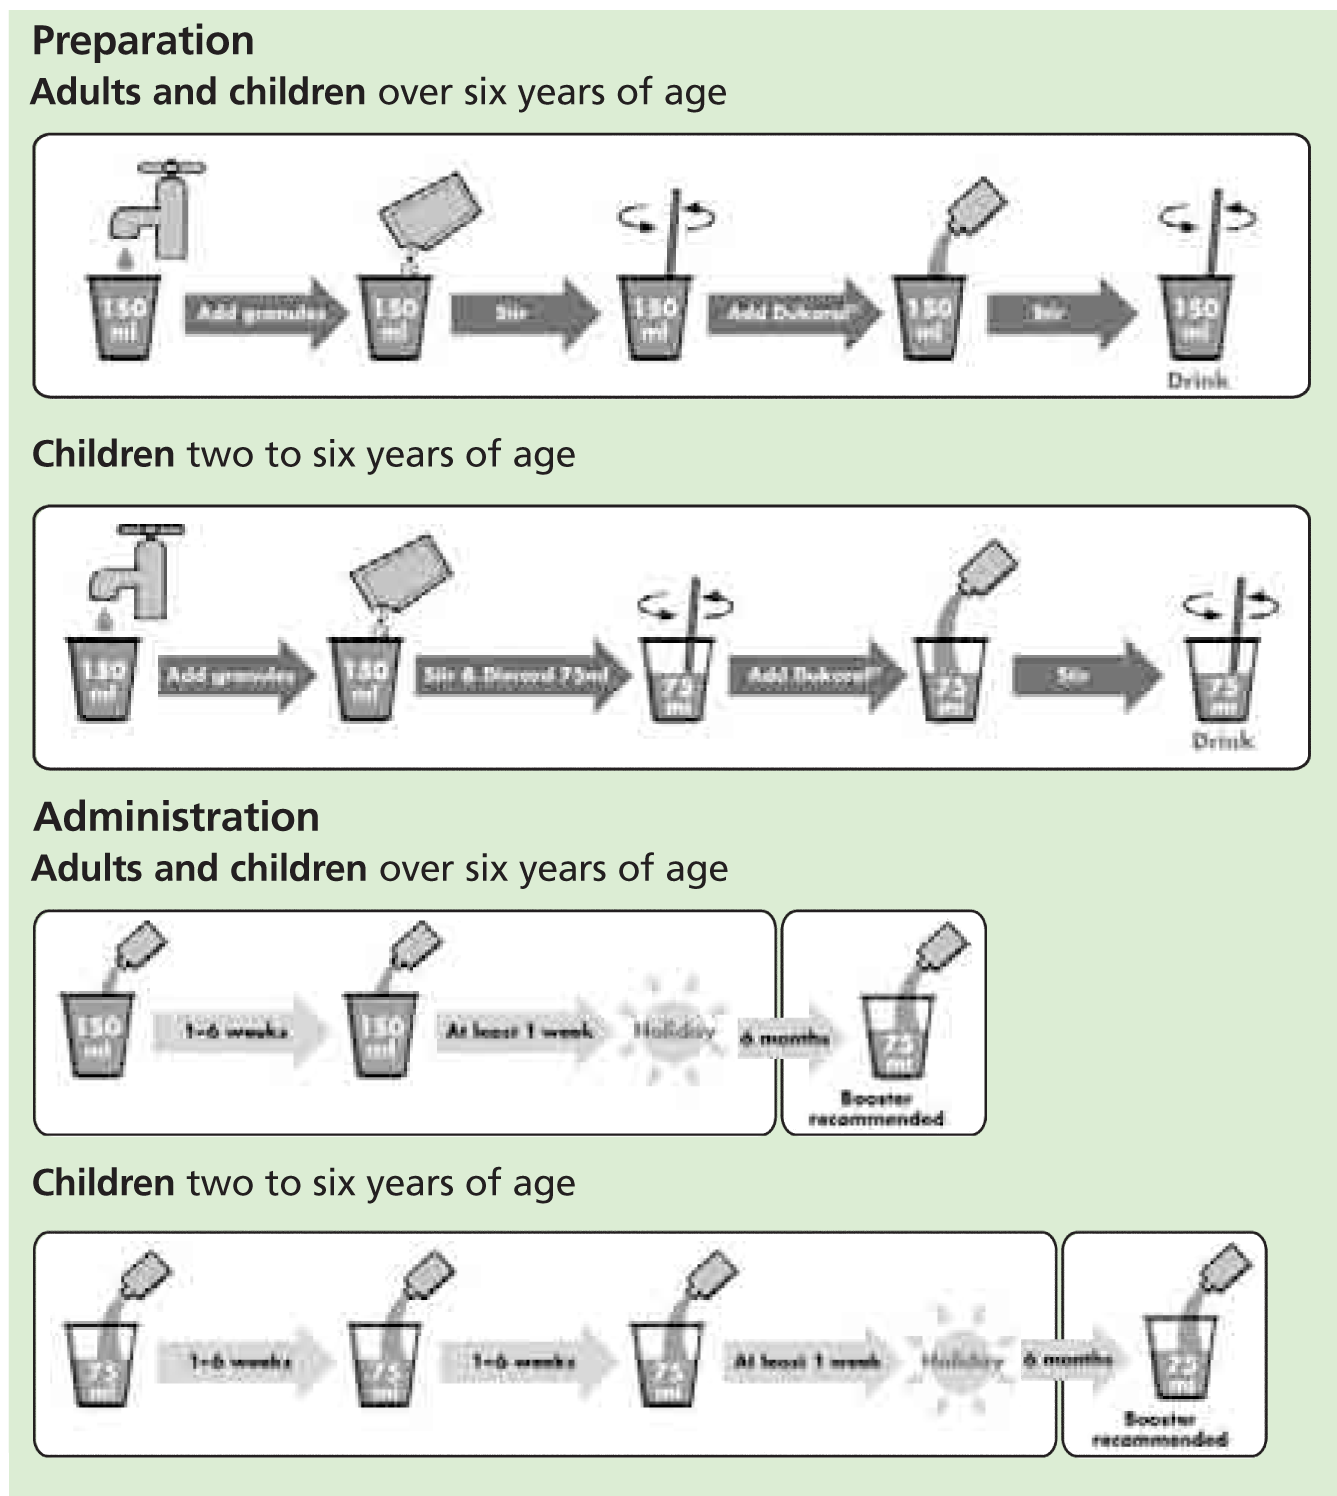 Preparation
Adults and children over six years of age
150 ml
Add granules
150 ml
Stir
150 ml
Add Dukoral®
150 ml
Stir
150 ml
Drink
Children two to six years of age
150 ml
Add granules
150 ml
Stir & Discard 75ml
75 ml
Add Dukoral®
75 ml
Stir
75 ml
Drink
Administration
Adults and children over six years of age
150 ml
1–6 weeks
150 ml
At least 1 week
Holiday
6 months
75 ml
Booster
recommended
Children two to six years of age
75 ml
1–6 weeks
75 ml
1–6 weeks
75 ml
At least 1 week
Holiday
6 months
75 ml
Booster
recommended